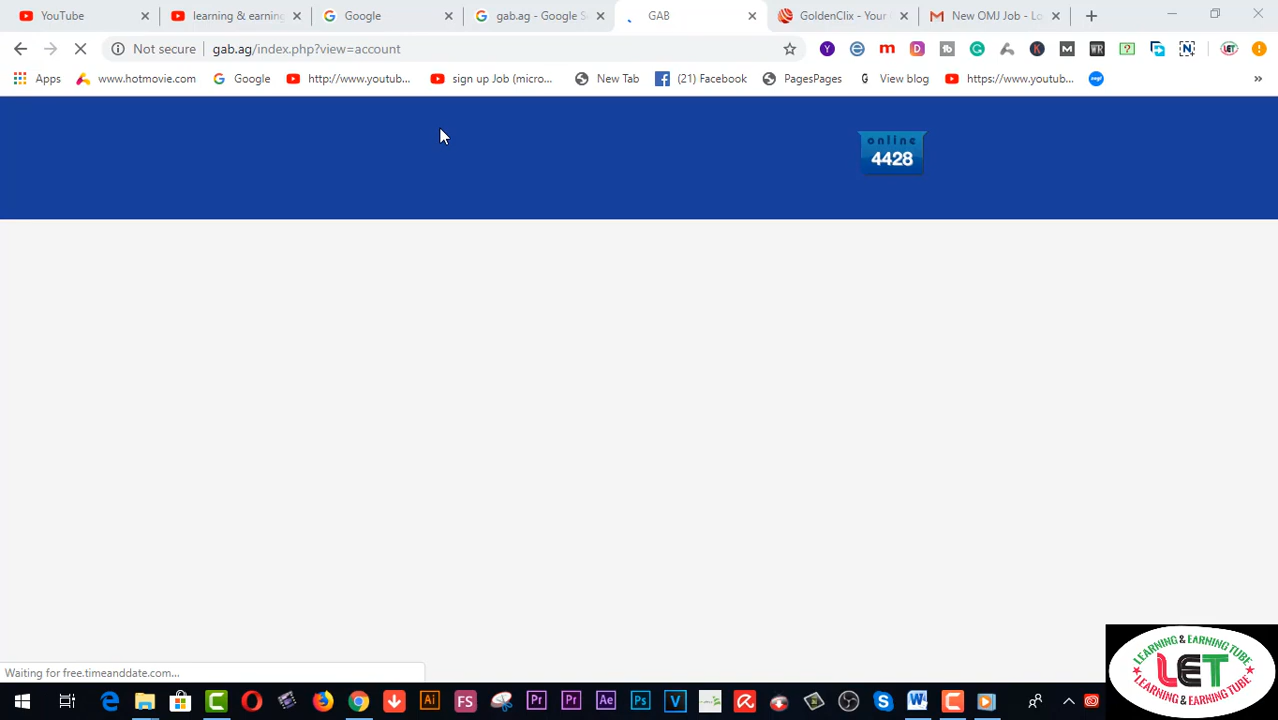 YouTube
learning & earning
Google
gab.ag - Google S
GAB
GoldenClix - Your
New OMJ Job - Lo
Not secure
gab.ag/index.php?view=account
Apps
www.hotmovie.com
Google
http://www.youtub...
sign up Job (micro...
New Tab
(21) Facebook
PagesPages
View blog
https://www.youtub...
online
4428
Waiting for free.timeanddate.com...
LEARNING & EARNING TUBE
LET
LEARNING & EARNING TUBE